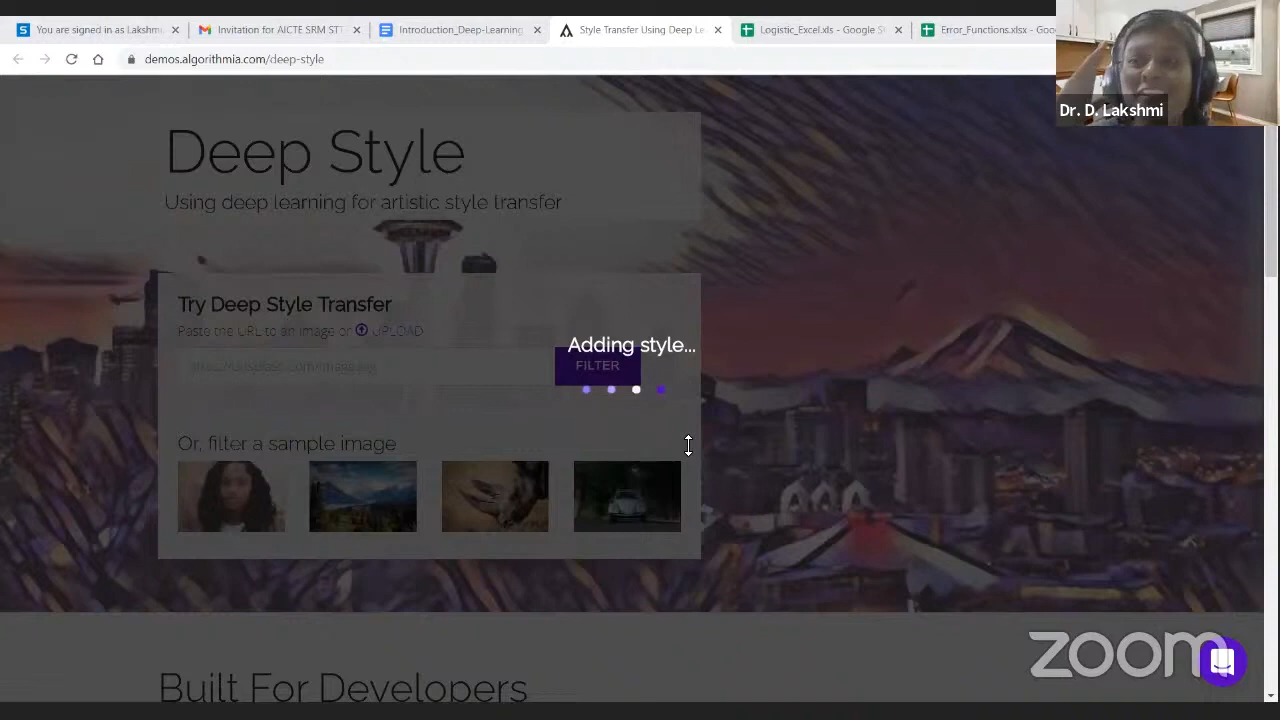 You are signed in as Lakshm
Invitation for AICTE SRM STT
Introduction_Deep-Learning
Style Transfer Using Deep Le
Logistic_Excel.xls - Google S
Error_Functions.xlsx - Goo
demos.algorithmia.com/deep-style
Dr. D. Lakshmi
Deep Style
Using deep learning for artistic style transfer
Try Deep Style Transfer
Paste the URL to an image or UPLOAD
Adding style...
FILTER
Or, filter a sample image
Built For Developers
zoom